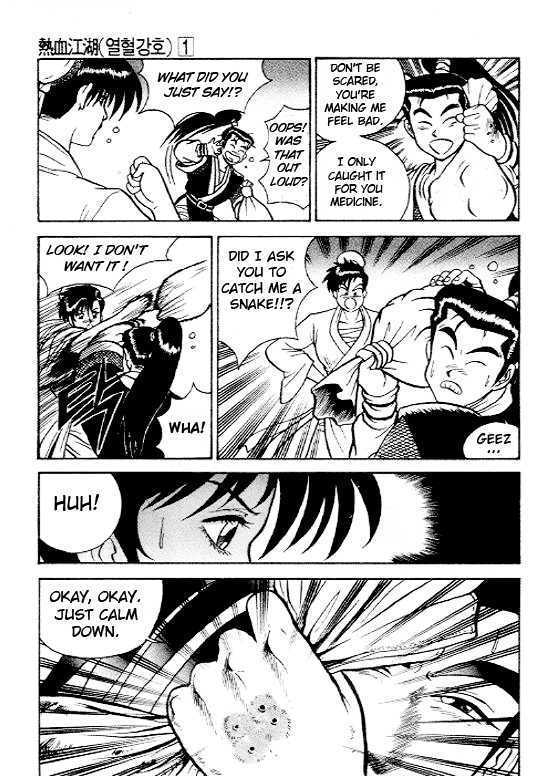 熱血江湖(열혈강호) 1
WHAT DID YOU
JUST SAY!?
OOPS!
WAS
THAT
OUT
LOUD?
DON'T BE
SCARED,
YOU'RE
MAKING ME
FEEL BAD.
I ONLY
CAUGHT IT
FOR YOU
MEDICINE.
LOOK! I DON'T
WANT IT!
WHA!
DID I ASK
YOU TO
CATCH ME A
SNAKE!!?
GEEZ
...
HUH!
OKAY, OKAY.
JUST CALM
DOWN.